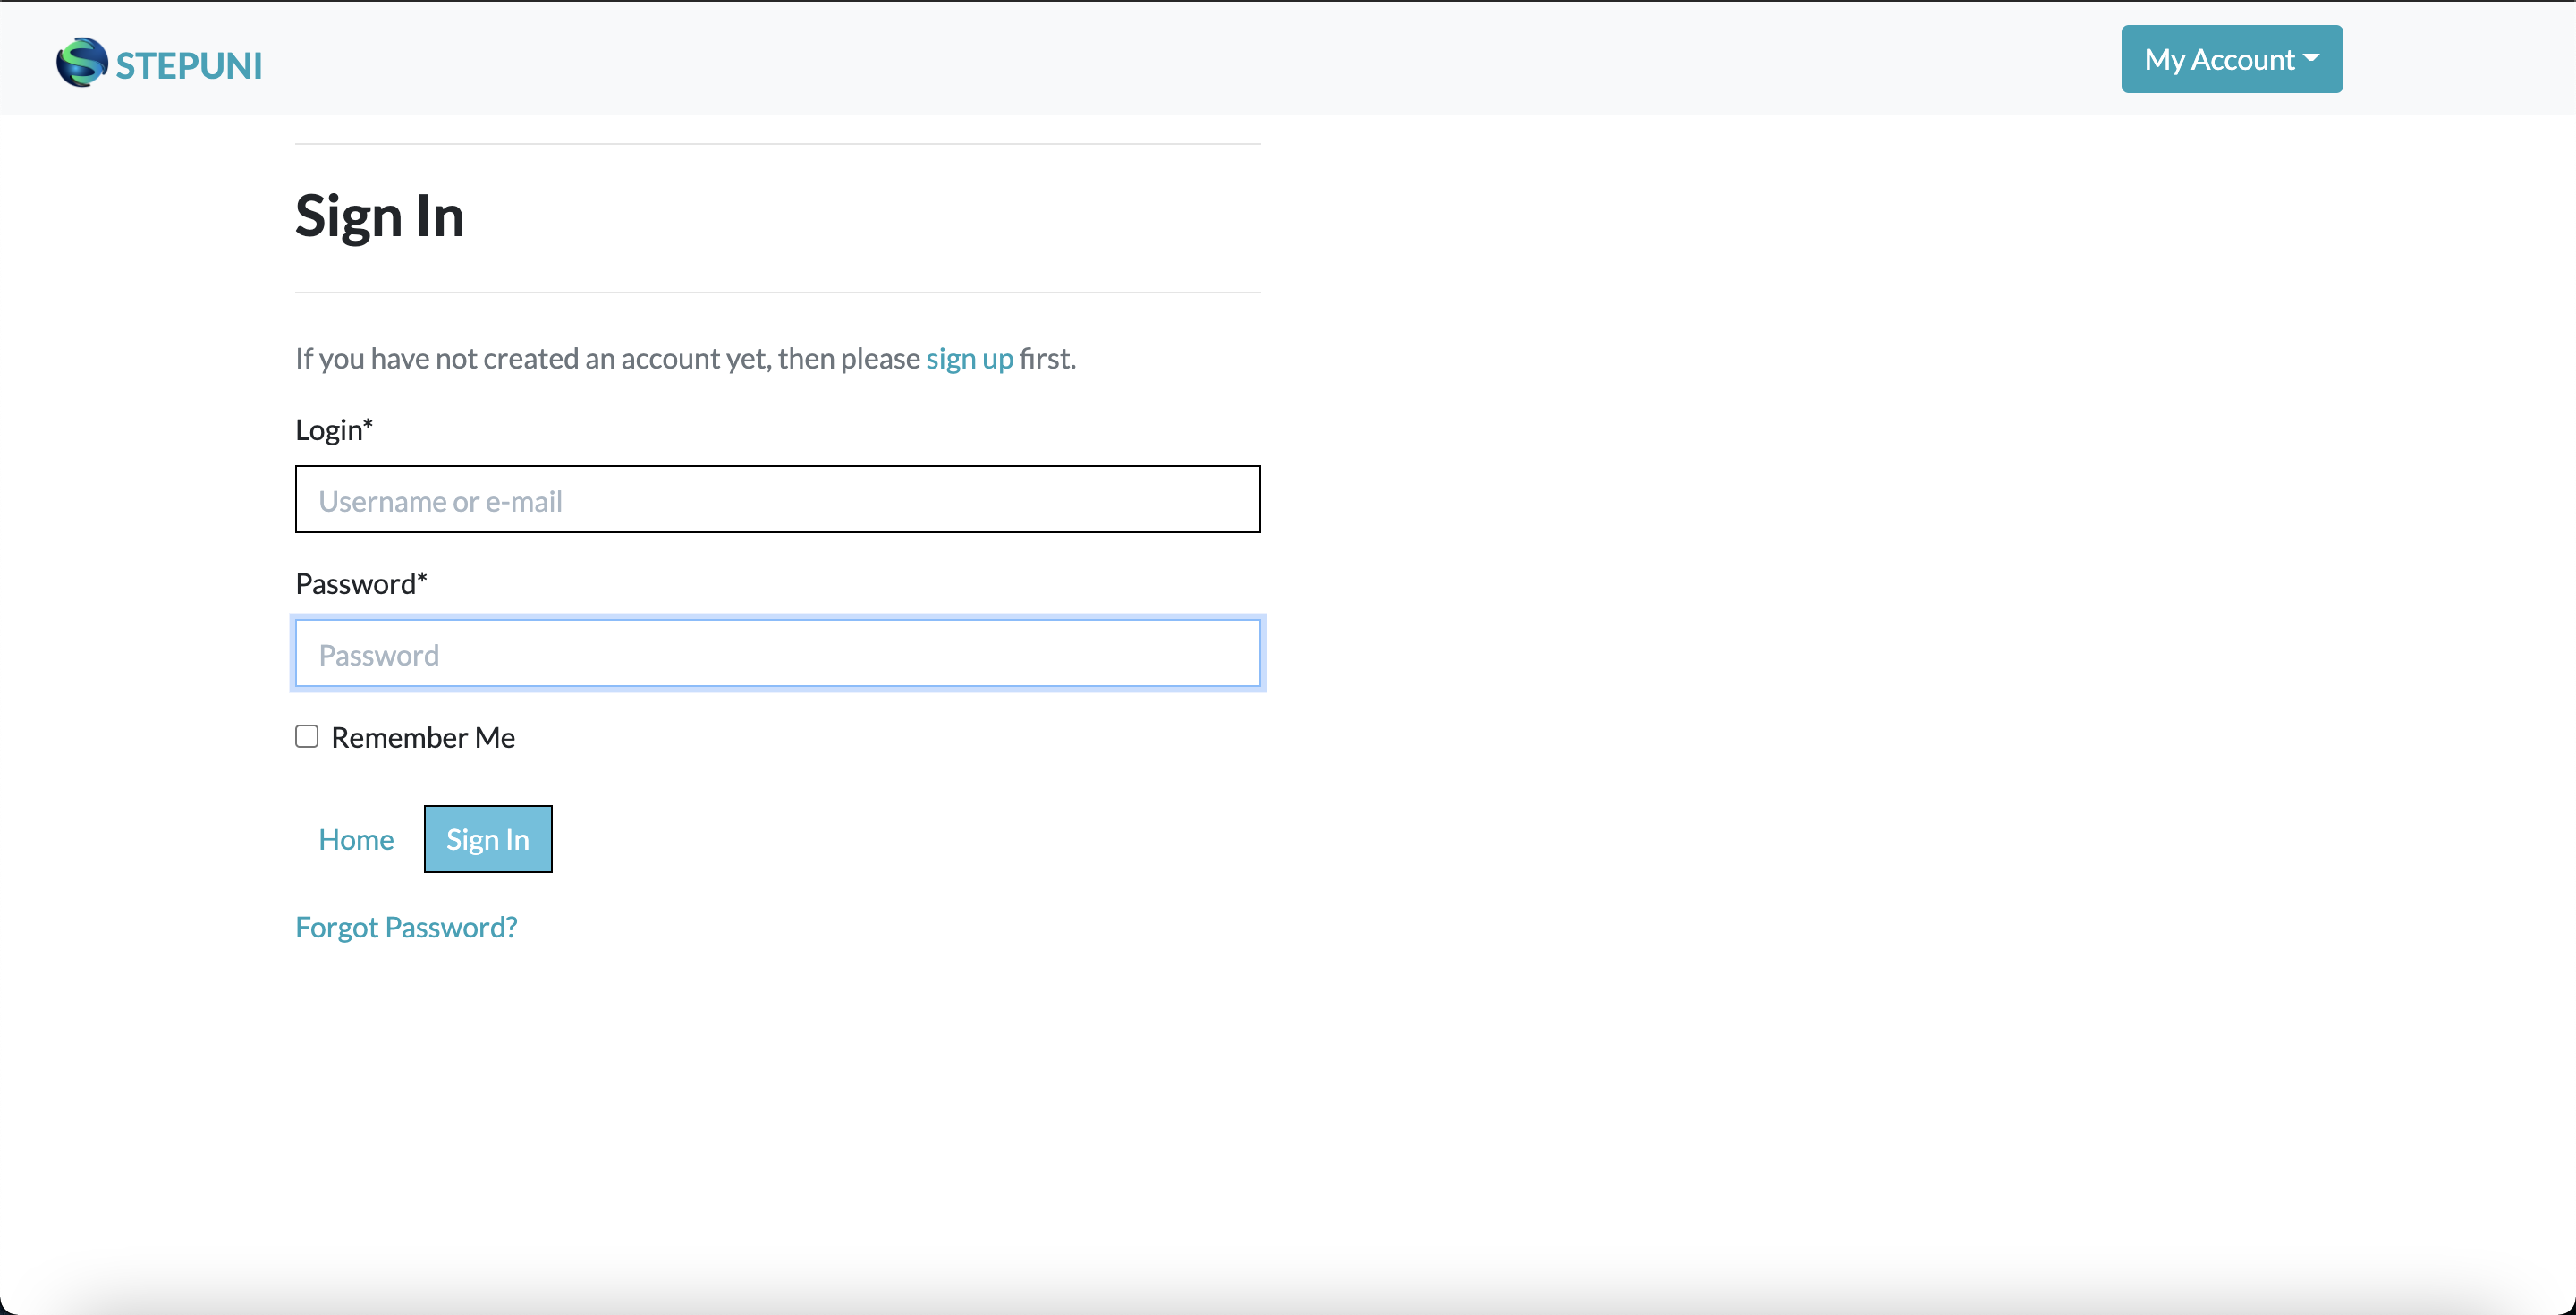 STEPUNI
My Account
Sign In
If you have not created an account yet, then please sign up first.
Login*
Username or e-mail
Password*
Password
Remember Me
Home
Sign In
Forgot Password?